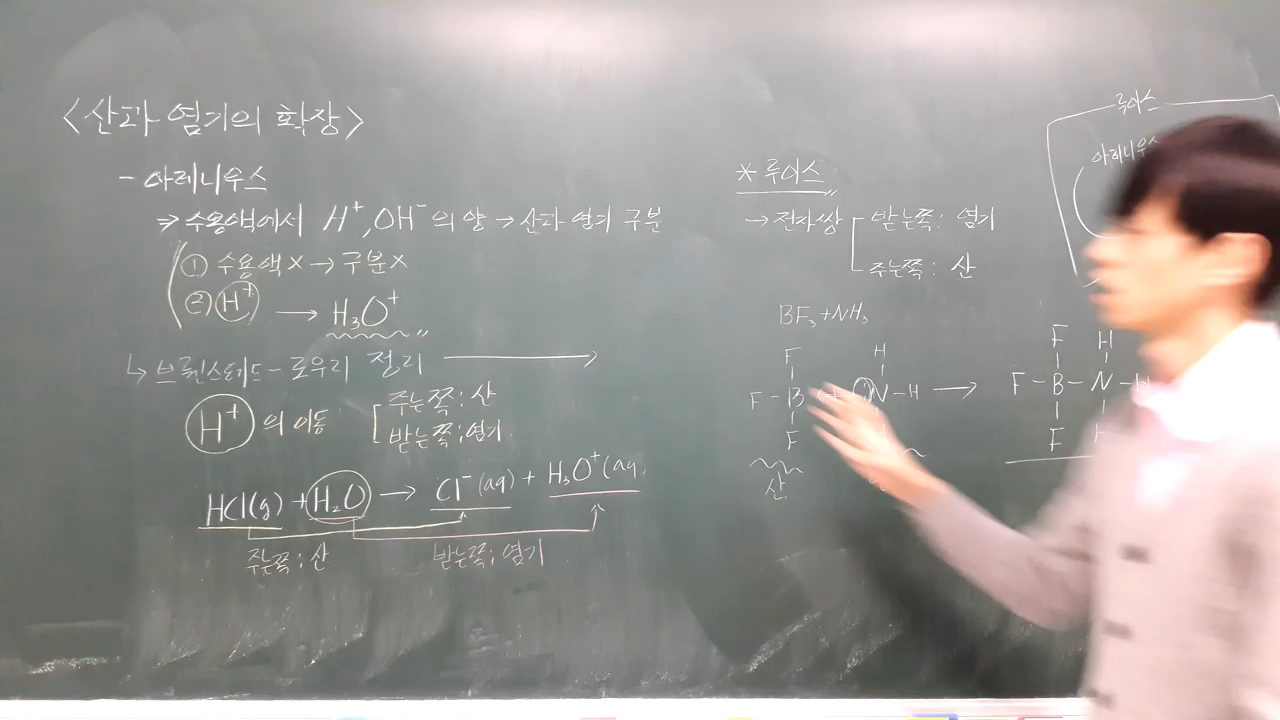 <산과 염기의 확장>
- 아레니우스
⇒ 수용액에서 H⁺, OH⁻의 양 → 산과 염기 구분
① 수용액 X → 구분 X
② H⁺ → H₃O⁺
↳ 브뢴스테드 - 로우리 정리 →
H⁺ 의 이동
주는쪽 : 산
받는쪽 ; 염기
HCl(g) + H₂O → Cl⁻(aq) + H₃O⁺(aq
주는쪽 ; 산
받는쪽 ; 염기
* 루이스
→ 전자쌍
받는쪽 : 염기
주는쪽 : 산
BF₃ + NH₃
F H
F - B N - H →
F H
산
F H
F - B - N - H
F H
루이스
아레니우스